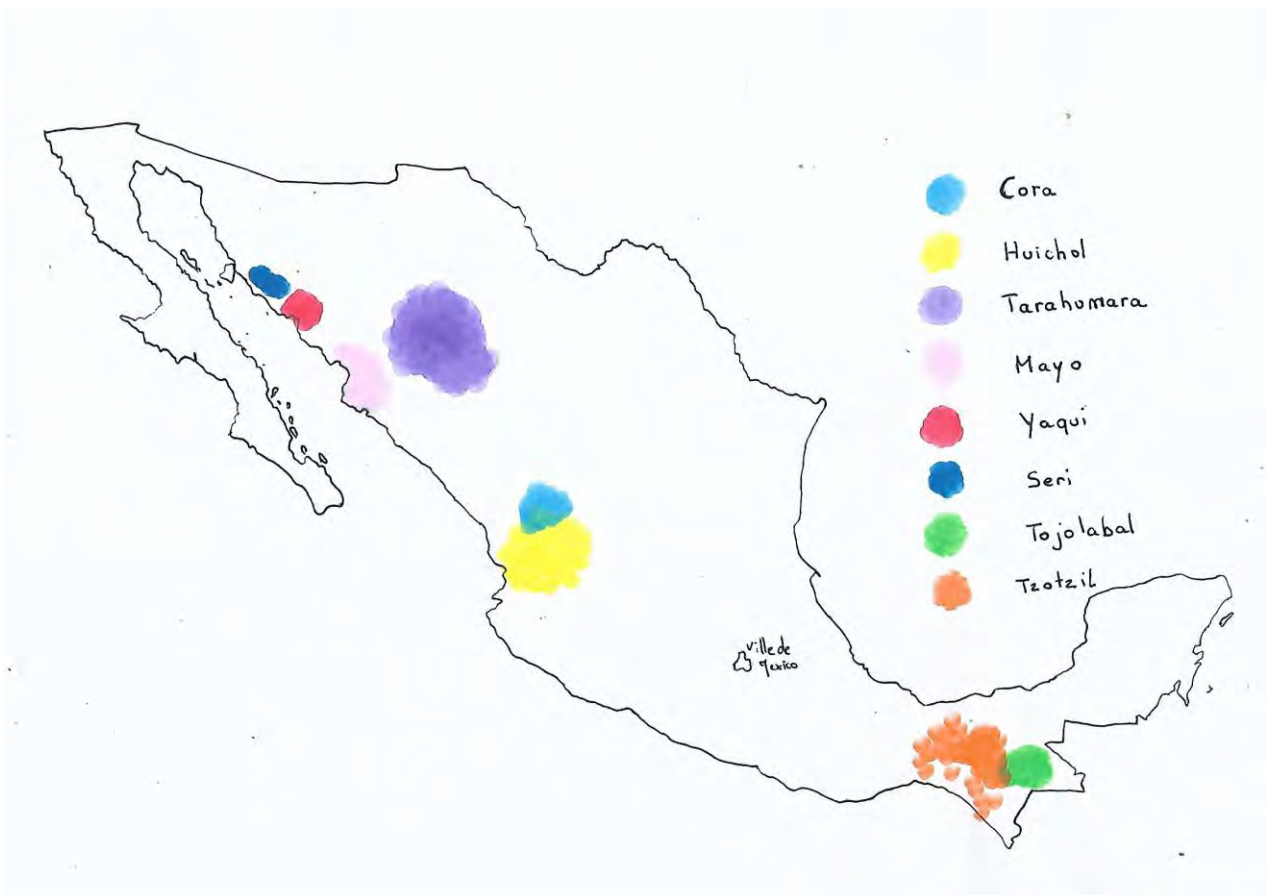 Cora
Huichol
Tarahumara
Mayo
Yaqui
Seri
Tojolabal
Tzotzil
Ville de
Mexico